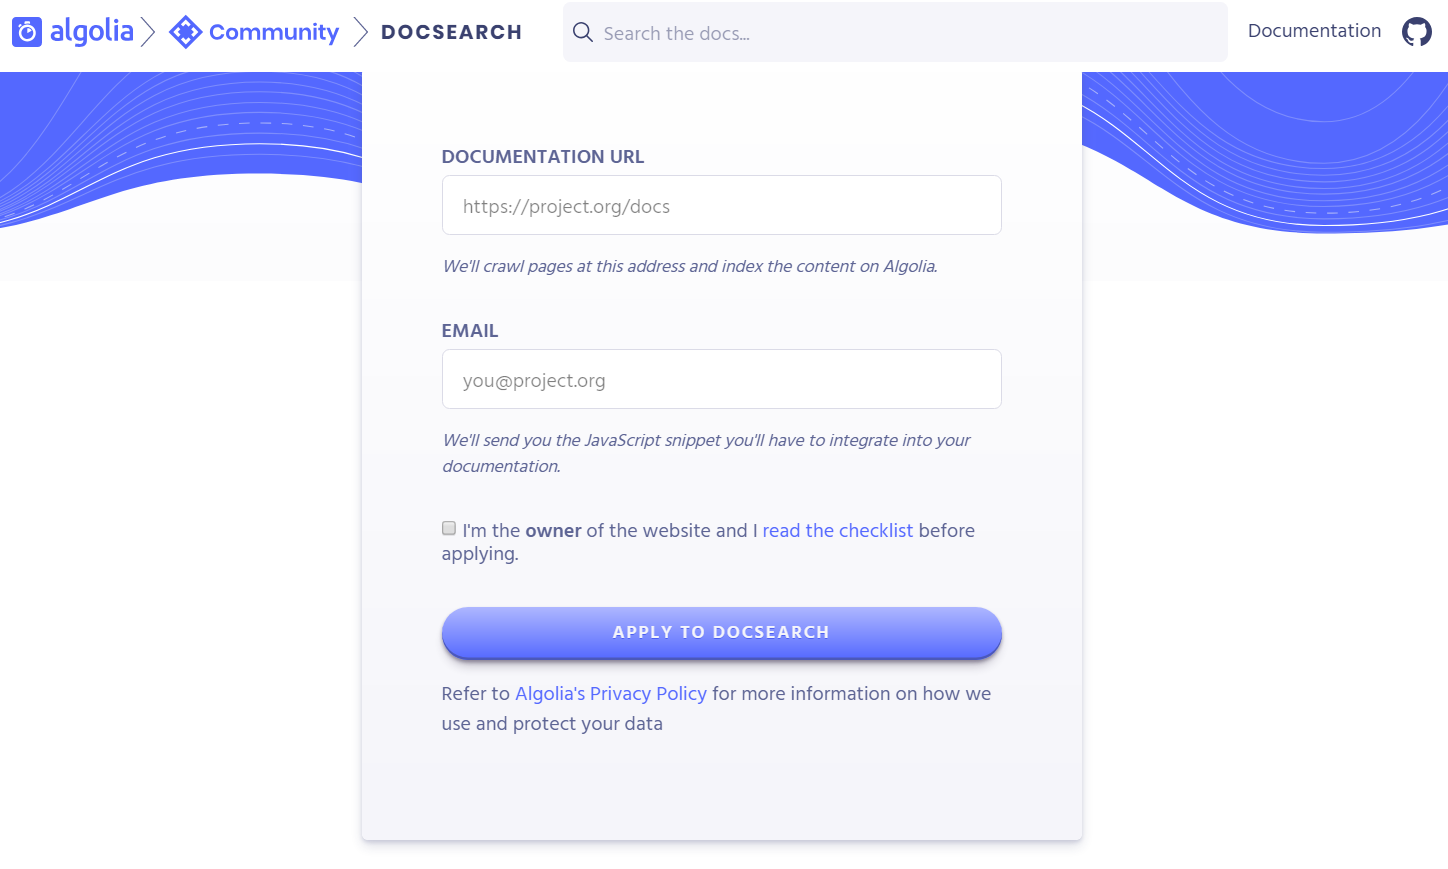 algolia Community DOCSEARCH Search the docs... Documentation
DOCUMENTATION URL
https://project.org/docs
We'll crawl pages at this address and index the content on Algolia.
EMAIL
you@project.org
We'll send you the JavaScript snippet you'll have to integrate into your
documentation.
I'm the owner of the website and I read the checklist before
applying.
APPLY TO DOCSEARCH
Refer to Algolia's Privacy Policy for more information on how we
use and protect your data